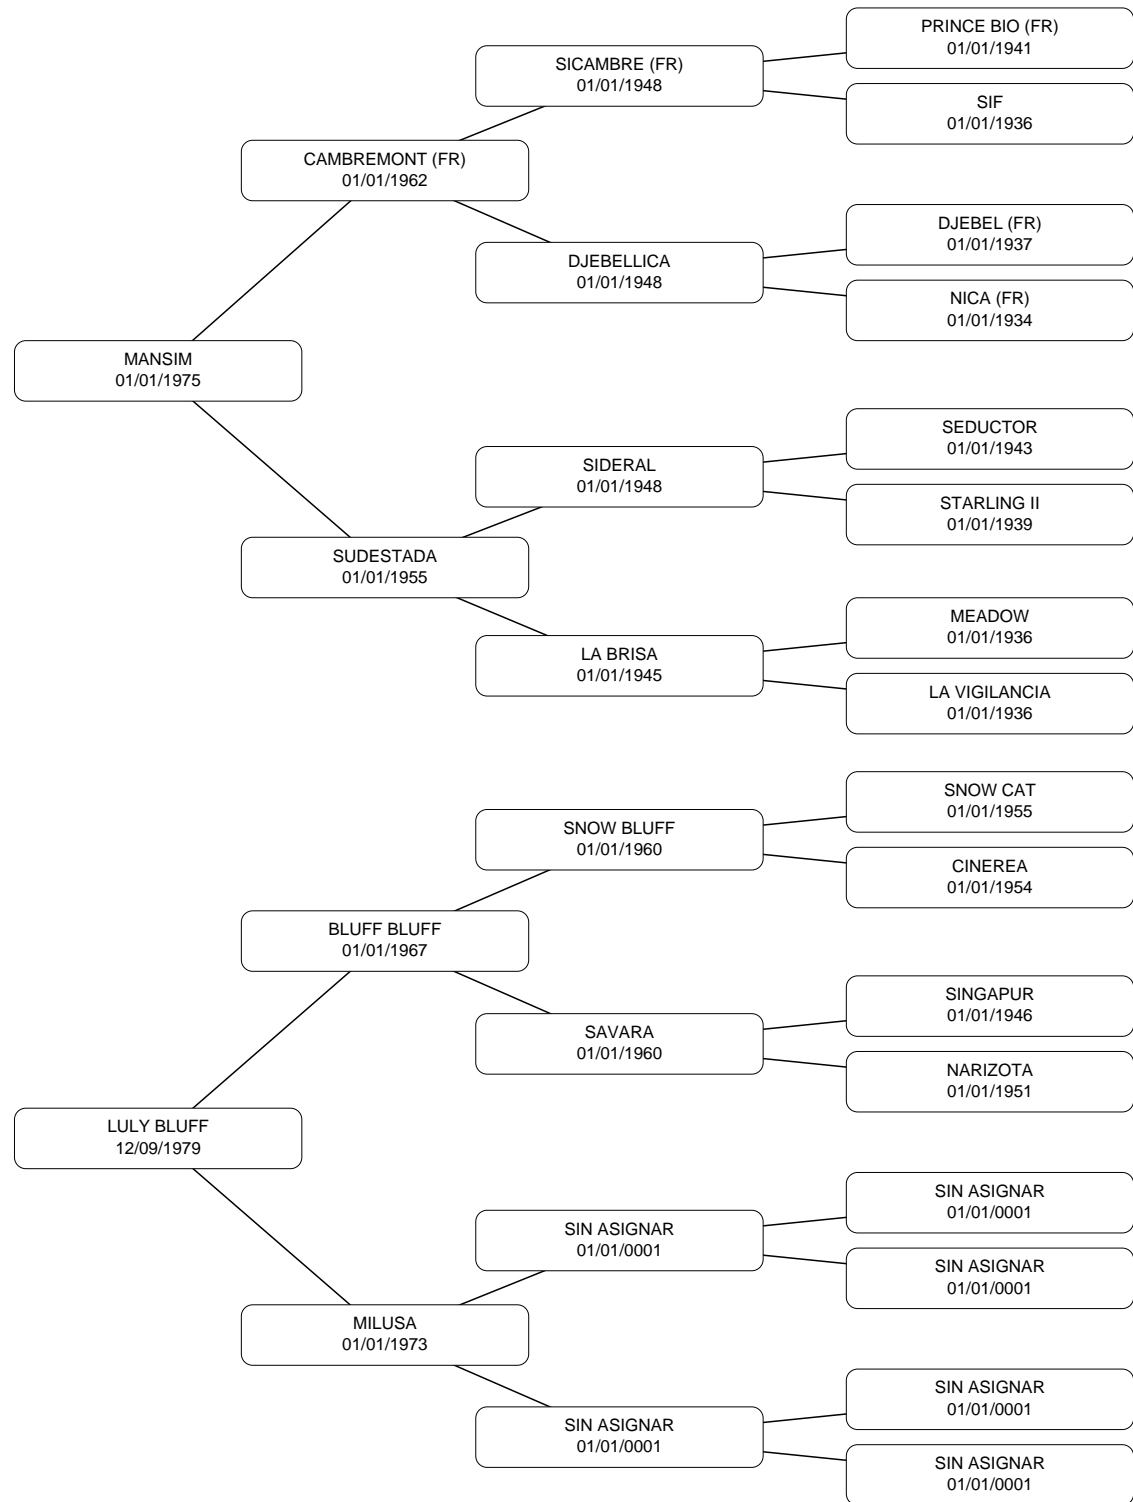 PRINCE BIO (FR)
01/01/1941
SICAMBRE (FR)
01/01/1948
SIF
01/01/1936
CAMBREMONT (FR)
01/01/1962
DJEBEL (FR)
01/01/1937
DJEBELLICA
01/01/1948
NICA (FR)
01/01/1934
MANSIM
01/01/1975
SEDUCTOR
01/01/1943
SIDERAL
01/01/1948
STARLING II
01/01/1939
SUDESTADA
01/01/1955
MEADOW
01/01/1936
LA BRISA
01/01/1945
LA VIGILANCIA
01/01/1936
SNOW CAT
01/01/1955
SNOW BLUFF
01/01/1960
CINEREA
01/01/1954
BLUFF BLUFF
01/01/1967
SINGAPUR
01/01/1946
SAVARA
01/01/1960
NARIZOTA
01/01/1951
LULY BLUFF
12/09/1979
SIN ASIGNAR
01/01/0001
SIN ASIGNAR
01/01/0001
SIN ASIGNAR
01/01/0001
MILUSA
01/01/1973
SIN ASIGNAR
01/01/0001
SIN ASIGNAR
01/01/0001
SIN ASIGNAR
01/01/0001